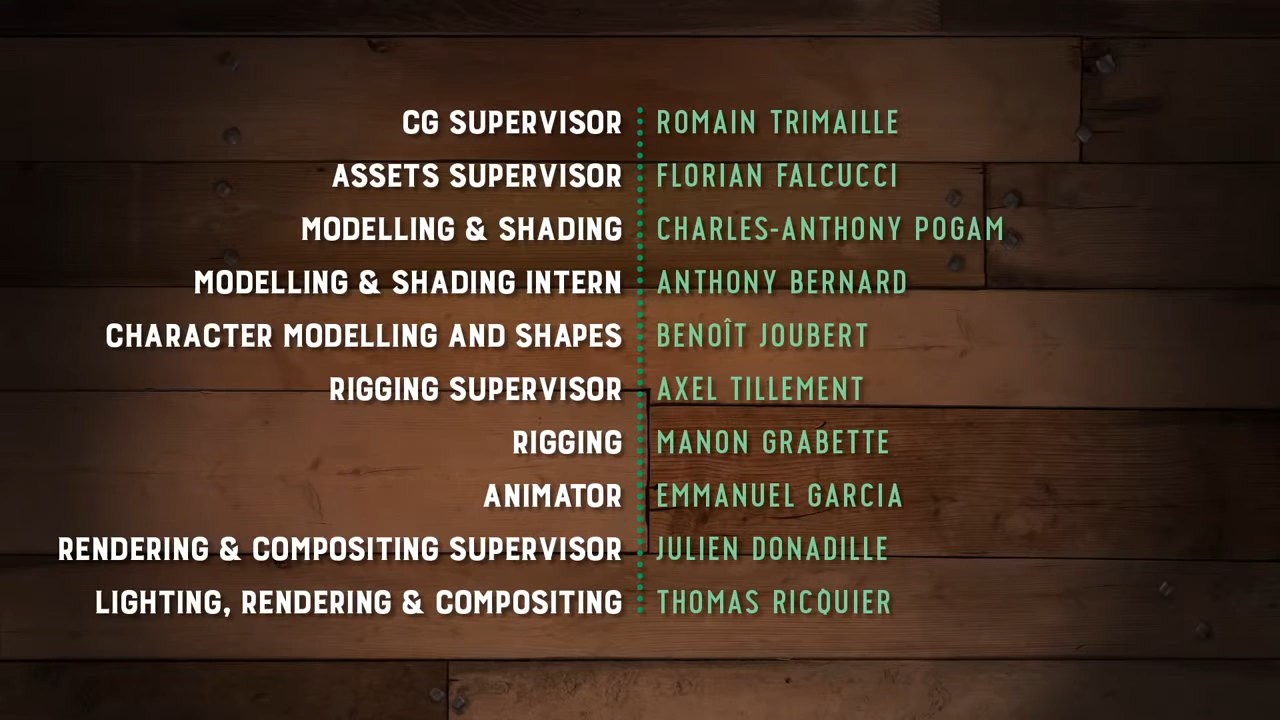 CG SUPERVISOR ROMAIN TRIMAILLE
ASSETS SUPERVISOR FLORIAN FALCUCCI
MODELLING & SHADING CHARLES-ANTHONY POGAM
MODELLING & SHADING INTERN ANTHONY BERNARD
CHARACTER MODELLING AND SHAPES BENOÎT JOUBERT
RIGGING SUPERVISOR AXEL TILLEMENT
RIGGING MANON GRABETTE
ANIMATOR EMMANUEL GARCIA
RENDERING & COMPOSITING SUPERVISOR JULIEN DONADILLE
LIGHTING, RENDERING & COMPOSITING THOMAS RICQUIER